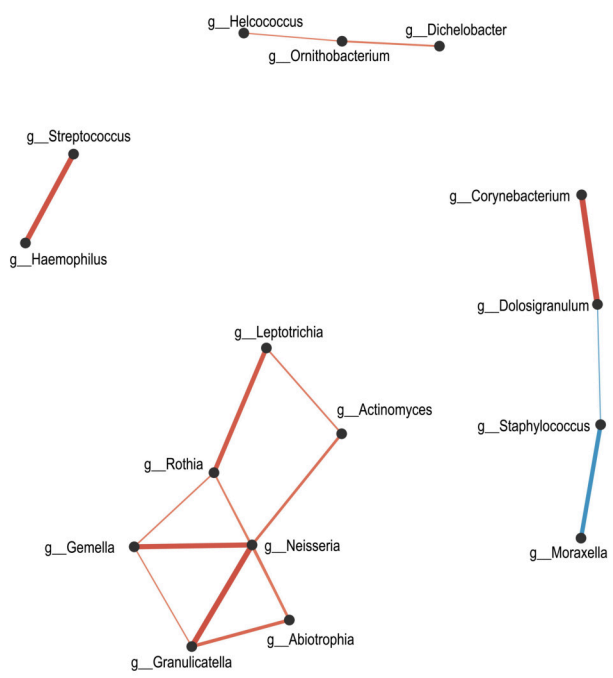 g__Helcococcus
g__Dichelobacter
g__Ornithobacterium
g__Streptococcus
g__Corynebacterium
g__Haemophilus
g__Dolosigranulum
g__Leptotrichia
g__Actinomyces
g__Staphylococcus
g__Rothia
g__Gemella
g__Neisseria
g__Moraxella
g__Abiotrophia
g__Granulicatella